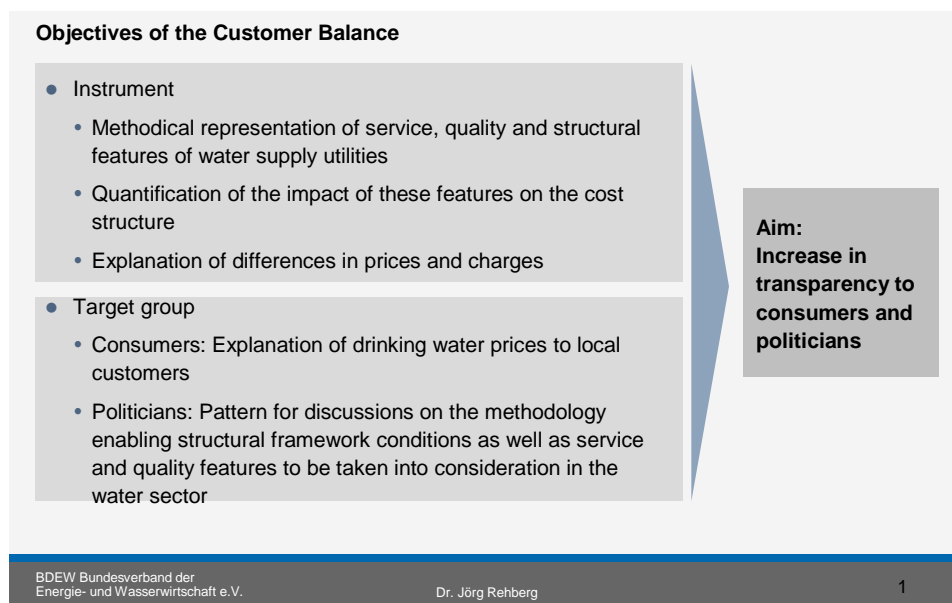 Objectives of the Customer Balance
● Instrument
• Methodical representation of service, quality and structural
features of water supply utilities
• Quantification of the impact of these features on the cost
structure
• Explanation of differences in prices and charges
● Target group
• Consumers: Explanation of drinking water prices to local
customers
• Politicians: Pattern for discussions on the methodology
enabling structural framework conditions as well as service
and quality features to be taken into consideration in the
water sector
Aim:
Increase in
transparency to
consumers and
politicians
BDEW Bundesverband der
Energie- und Wasserwirtschaft e.V.
Dr. Jörg Rehberg
1